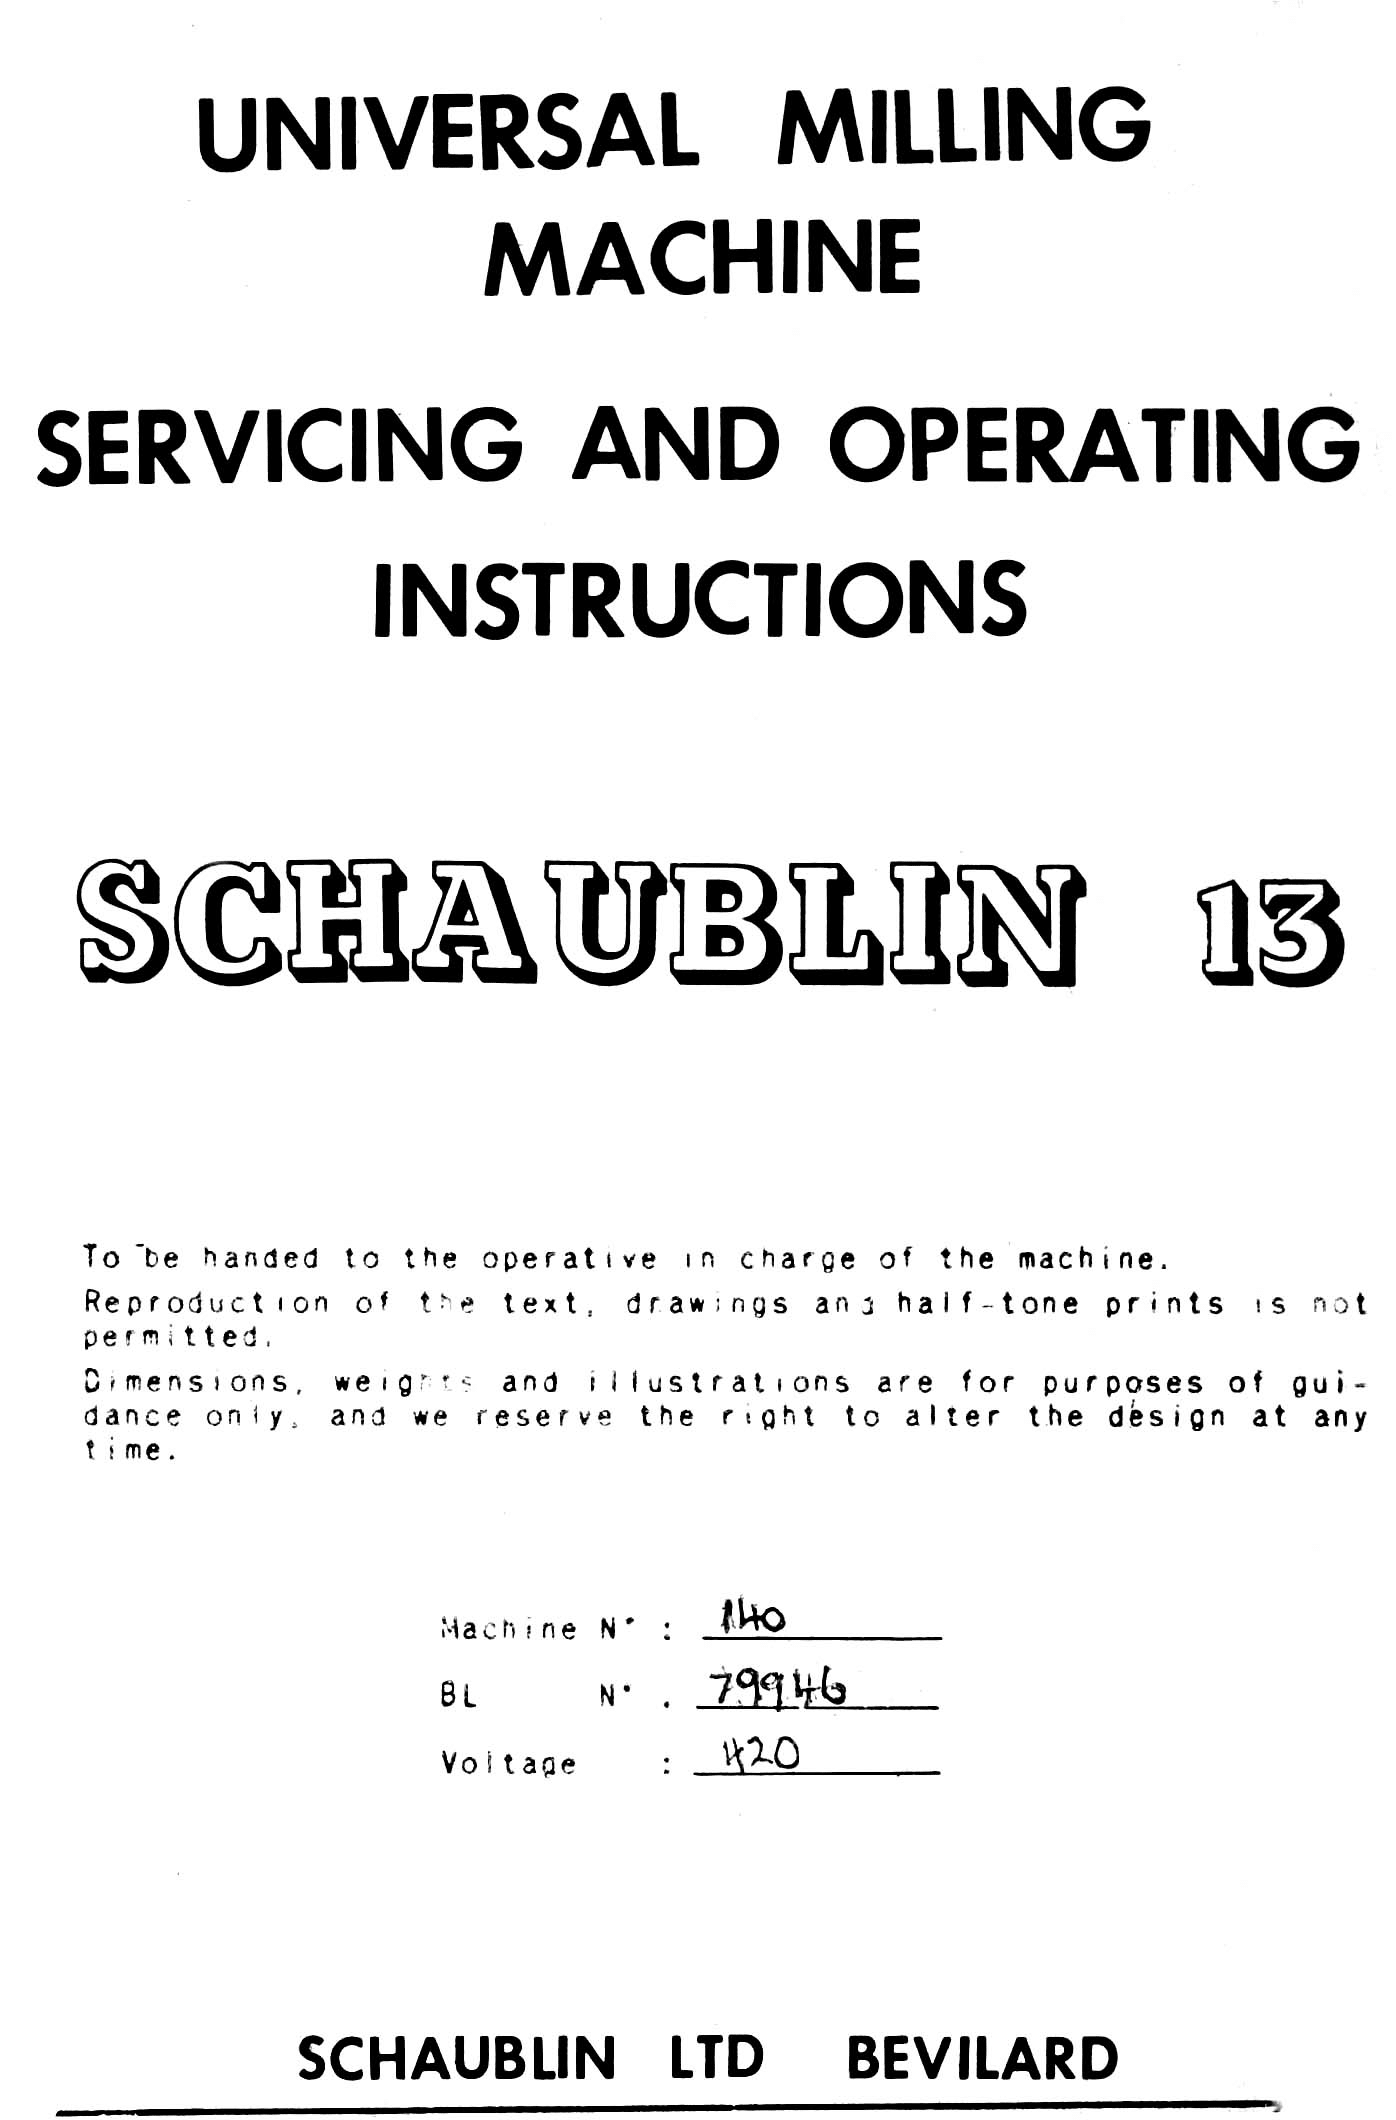 UNIVERSAL MILLING
MACHINE
SERVICING AND OPERATING
INSTRUCTIONS
SCHAUBLIN 13
To be handed to the operative in charge of the machine.
Reproduction of the text, drawings and half-tone prints is not
permitted.
Dimensions, weights and illustrations are for purposes of gui-
dance only, and we reserve the right to alter the design at any
time.
Machine N° : 140
BL N° . 79946
Voltage : 420
SCHAUBLIN LTD BEVILARD